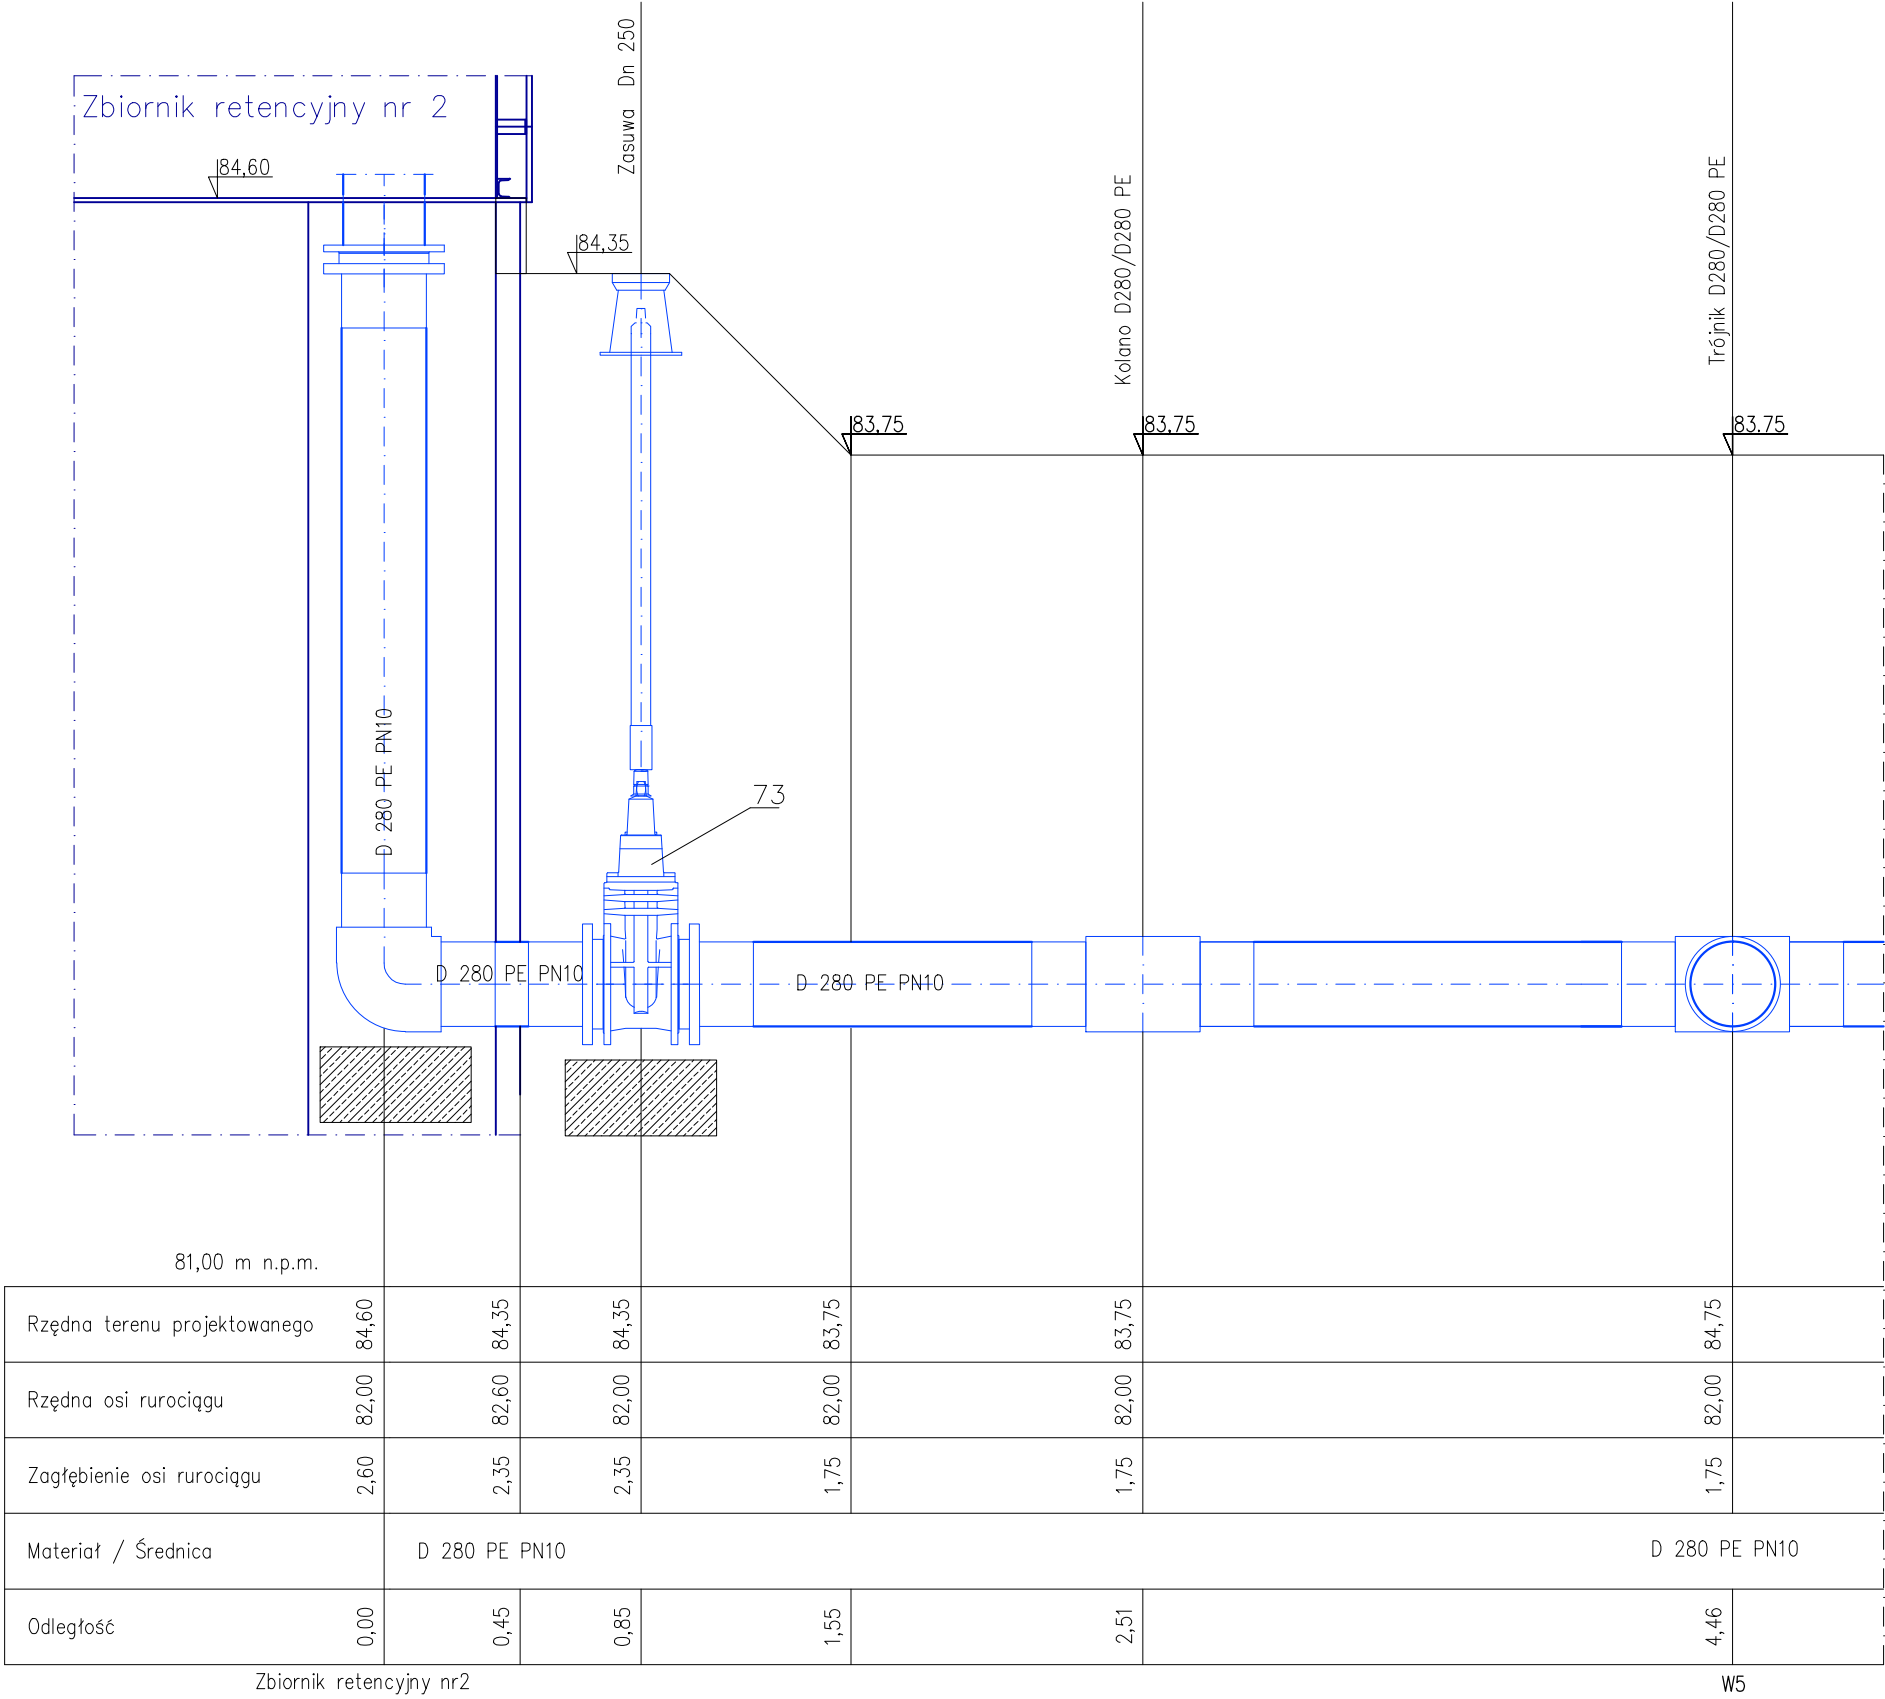 Zasuwa Dn 250
Zbiornik retencyjny nr 2
84,60
84,35
Kolano D280/D280 PE
Trójnik D280/D280 PE
83,75
83,75
83.75
D 280 PE PN10
73
D 280 PE PN10
D 280 PE PN10
81,00 m n.p.m.
Rzędna terenu projektowanego 84,60 84,35 84,35 83,75 83,75 84,75
Rzędna osi rurociągu 82,00 82,60 82,00 82,00 82,00 82,00
Zagłębienie osi rurociągu 2,60 2,35 2,35 1,75 1,75 1,75
Materiał / Średnica D 280 PE PN10 D 280 PE PN10
Odległość 0,00 0,45 0,85 1,55 2,51 4,46
Zbiornik retencyjny nr2 W5